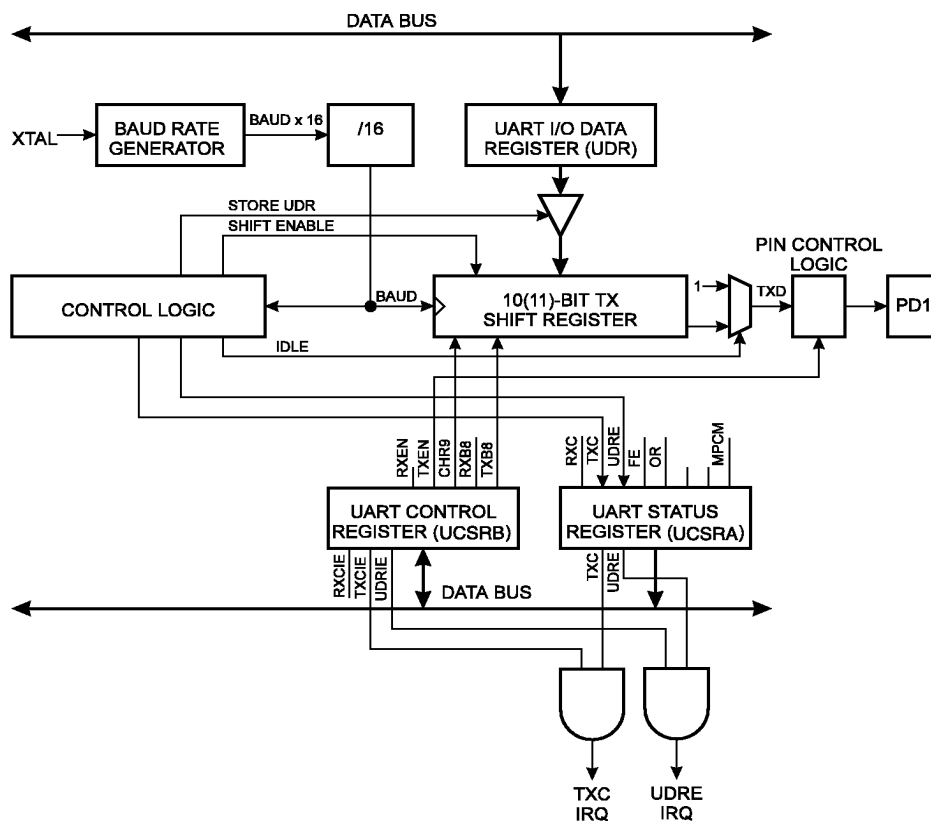 DATA BUS
XTAL
BAUD RATE
GENERATOR
BAUD x 16
/16
UART I/O DATA
REGISTER (UDR)
STORE UDR
SHIFT ENABLE
PIN CONTROL
LOGIC
CONTROL LOGIC
BAUD
10(11)-BIT TX
SHIFT REGISTER
1
TXD
PD1
IDLE
RXEN
TXEN
CHR9
RXB8
TXB8
RXC
TXC
UDRE
FE
OR
MPCM
UART CONTROL
REGISTER (UCSRB)
UART STATUS
REGISTER (UCSRA)
RXCIE
TXCIE
UDRIE
TXC
UDRE
DATA BUS
TXC
IRQ
UDRE
IRQ